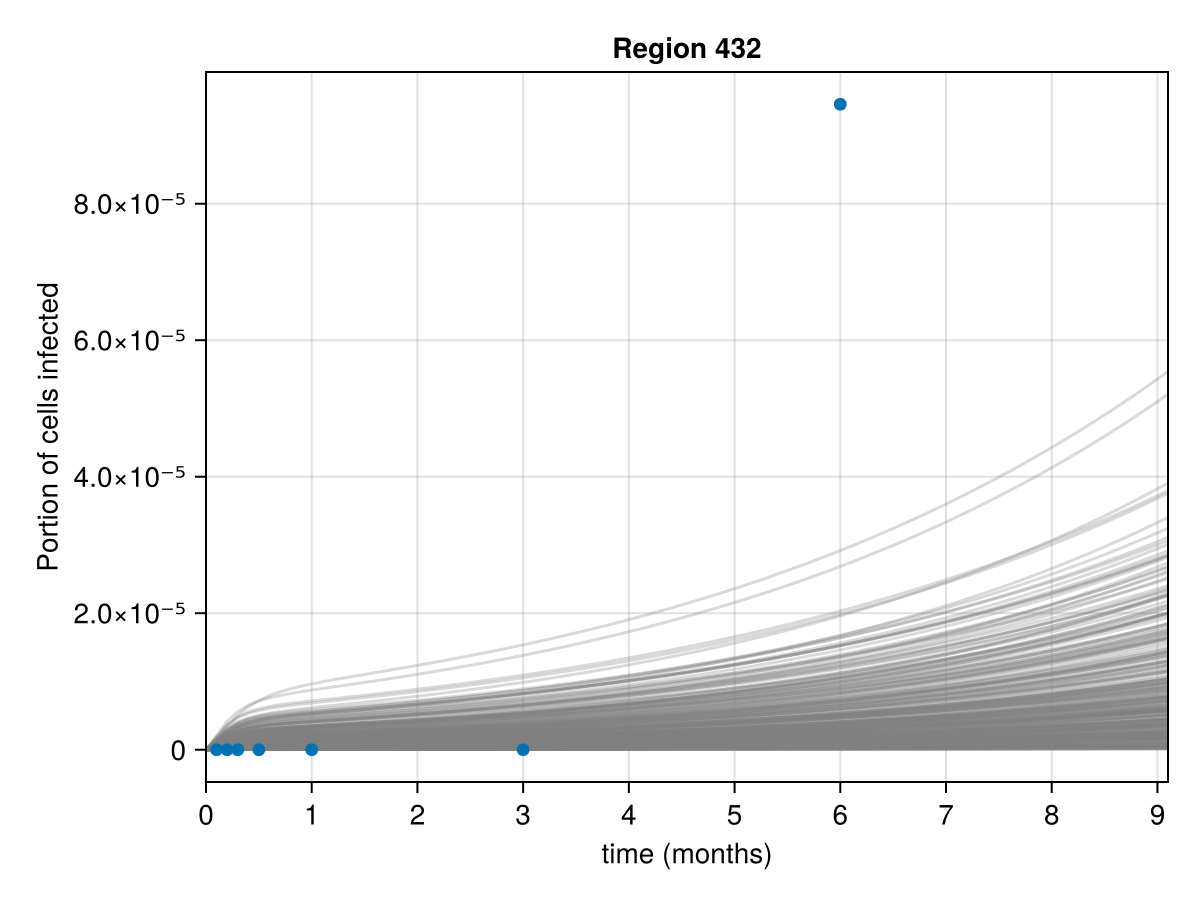 Region 432
Portion of cells infected
8.0×10⁻⁵
6.0×10⁻⁵
4.0×10⁻⁵
2.0×10⁻⁵
0
0 1 2 3 4 5 6 7 8 9
time (months)